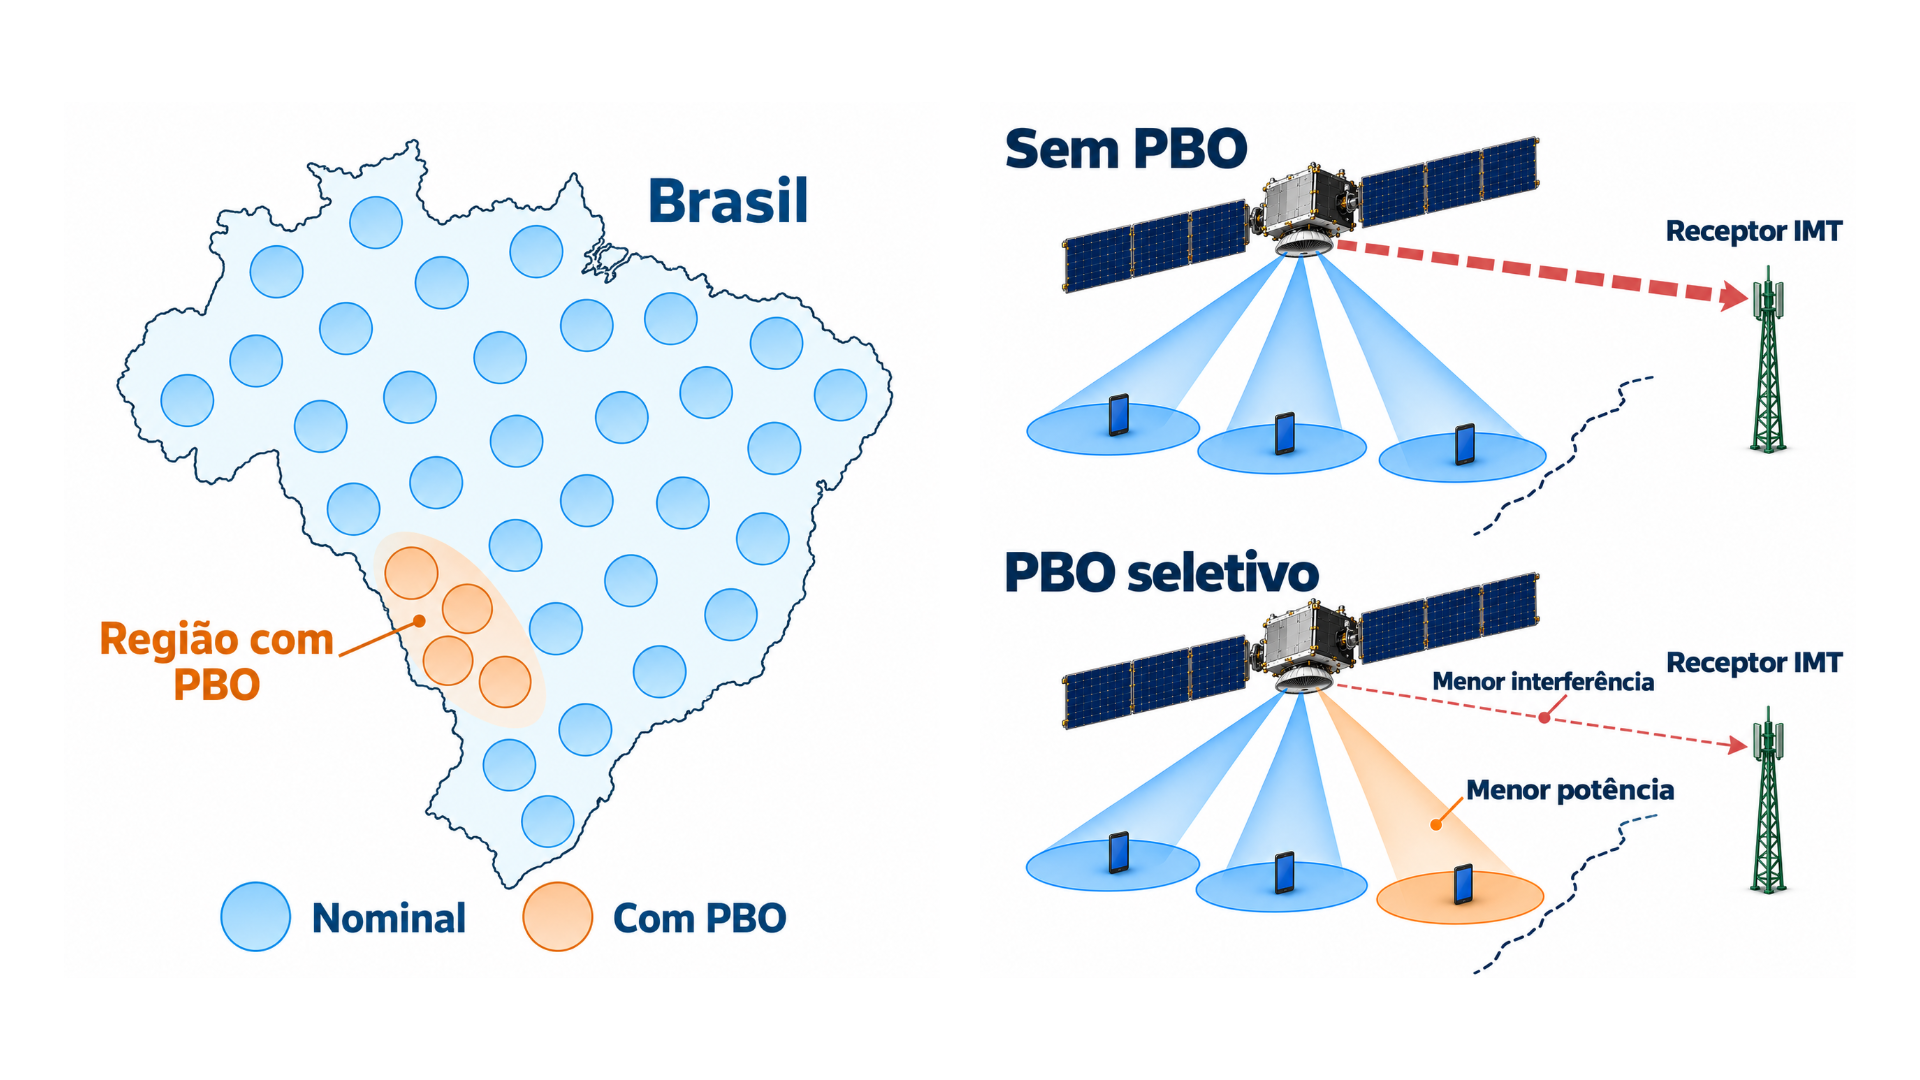 Brasil
Região com
PBO
Nominal
Com PBO
Sem PBO
Receptor IMT
PBO seletivo
Receptor IMT
Menor interferência
Menor potência